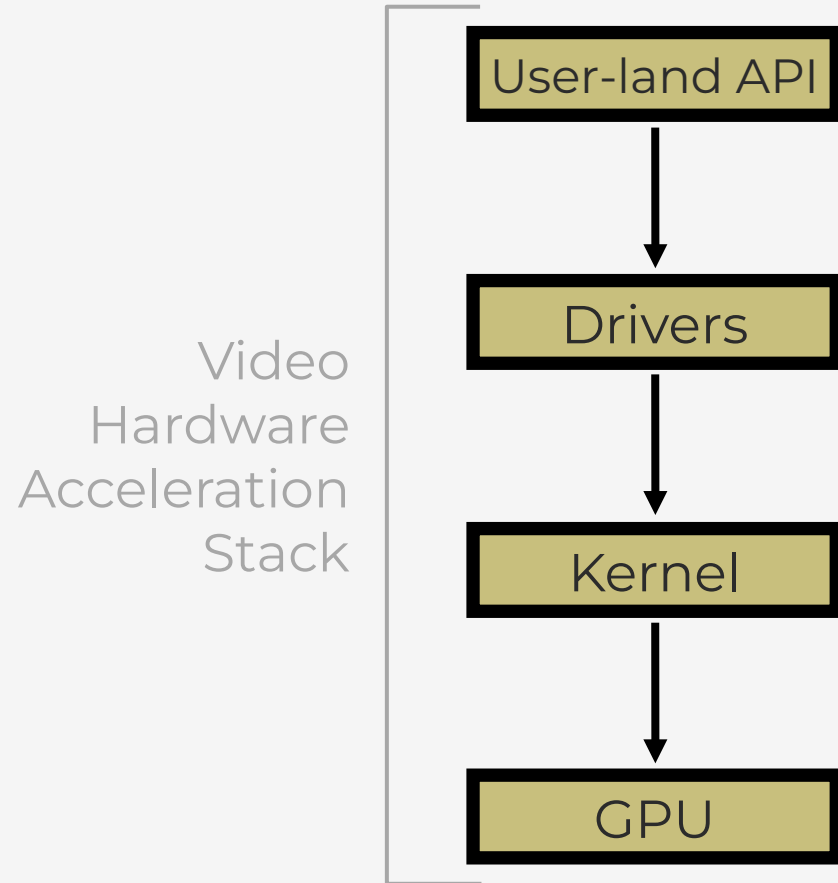 User-land API
Drivers
Video
Hardware
Acceleration
Stack
Kernel
GPU